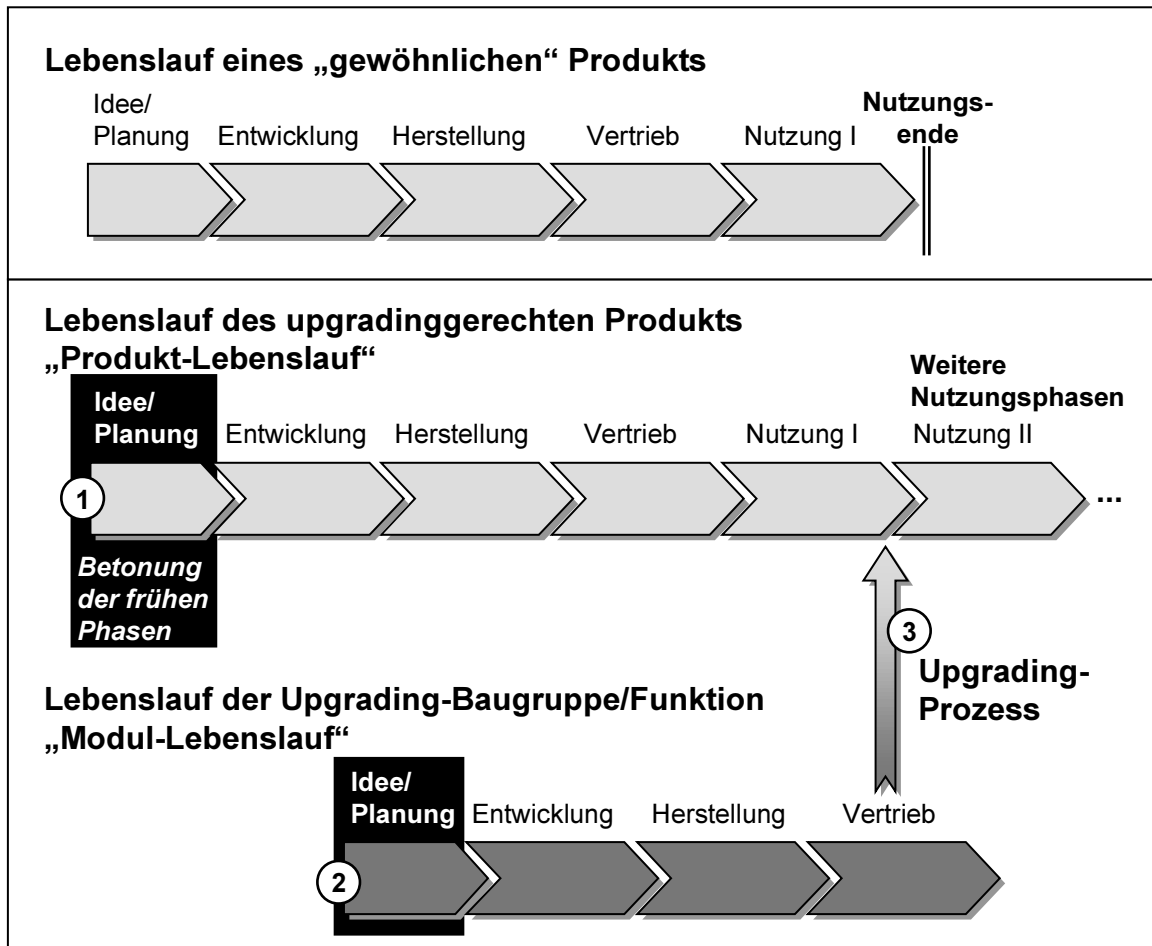 Lebenslauf eines „gewöhnlichen“ Produkts
Idee/
Planung
Entwicklung
Herstellung
Vertrieb
Nutzung I
Nutzungs-
ende
Lebenslauf des upgradinggerechten Produkts
„Produkt-Lebenslauf“
Idee/
Planung
Entwicklung
Herstellung
Vertrieb
Nutzung I
Weitere
Nutzungsphasen
Nutzung II
1
...
Betonung
der frühen
Phasen
3
Upgrading-
Prozess
Lebenslauf der Upgrading-Baugruppe/Funktion
„Modul-Lebenslauf“
Idee/
Planung
Entwicklung
Herstellung
Vertrieb
2